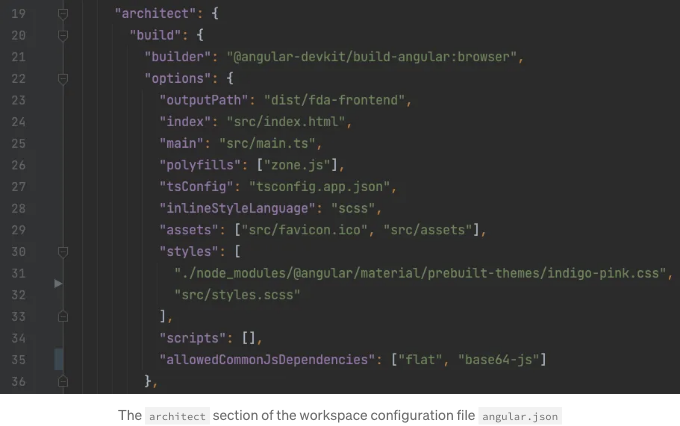 19 "architect": {
20 "build": {
21 "builder": "@angular-devkit/build-angular:browser",
22 "options": {
23 "outputPath": "dist/fda-frontend",
24 "index": "src/index.html",
25 "main": "src/main.ts",
26 "polyfills": ["zone.js"],
27 "tsConfig": "tsconfig.app.json",
28 "inlineStyleLanguage": "scss",
29 "assets": ["src/favicon.ico", "src/assets"],
30 "styles": [
31 "./node_modules/@angular/material/prebuilt-themes/indigo-pink.css",
32 "src/styles.scss"
33 ],
34 "scripts": [],
35 "allowedCommonJsDependencies": ["flat", "base64-js"]
36 },
The architect section of the workspace configuration file angular.json